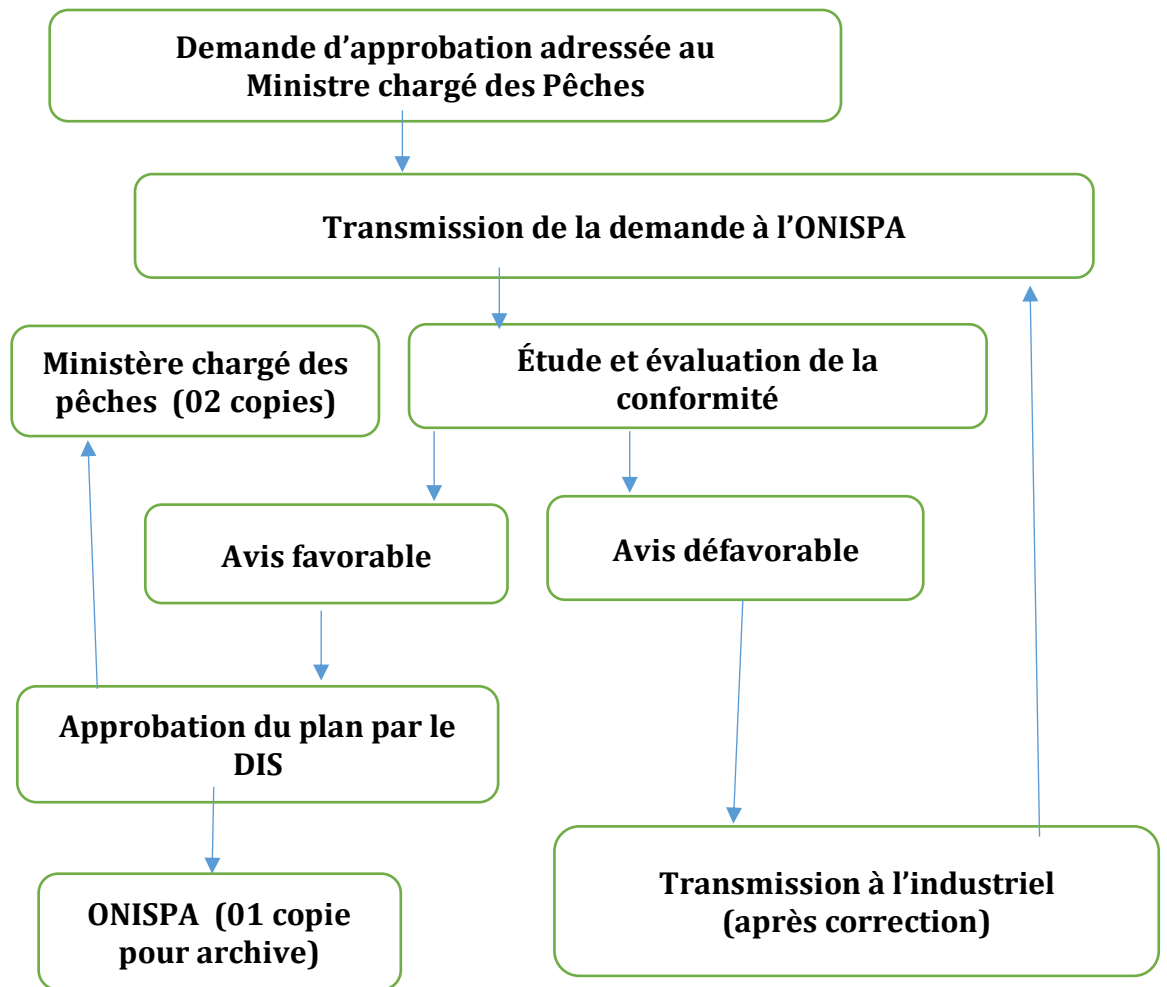 Demande d’approbation adressée au
Ministre chargé des Pêches
Transmission de la demande à l’ONISPA
Ministère chargé des
pêches (02 copies)
Étude et évaluation de la
conformité
Avis favorable
Avis défavorable
Approbation du plan par le
DIS
Transmission à l’industriel
(après correction)
ONISPA (01 copie
pour archive)